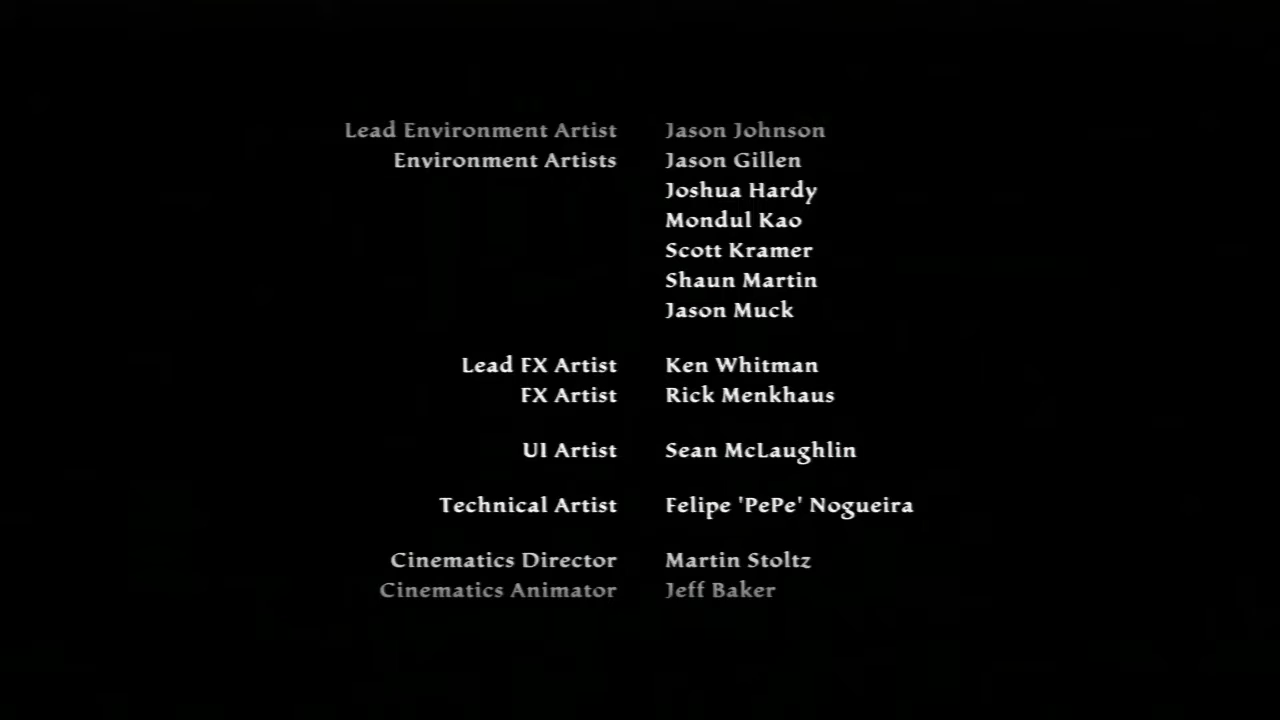 Lead Environment Artist Jason Johnson
Environment Artists Jason Gillen
Joshua Hardy
Mondul Kao
Scott Kramer
Shaun Martin
Jason Muck
Lead FX Artist Ken Whitman
FX Artist Rick Menkhaus
UI Artist Sean McLaughlin
Technical Artist Felipe 'PePe' Nogueira
Cinematics Director Martin Stoltz
Cinematics Animator Jeff Baker